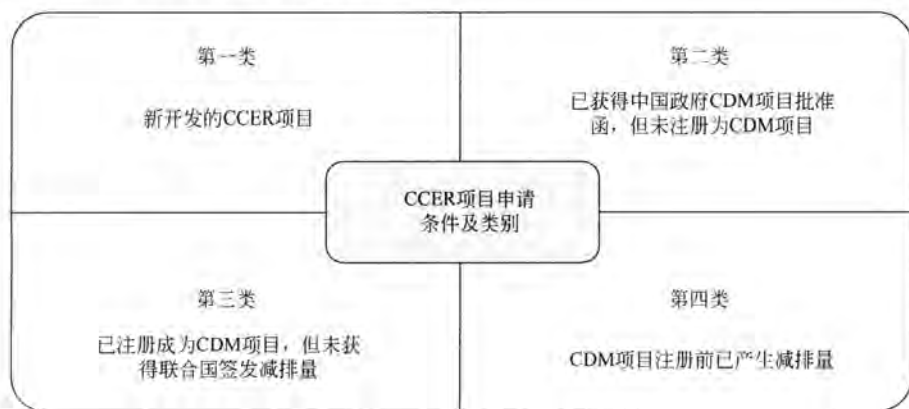 第一类
新开发的CCER项目
第二类
已获得中国政府CDM项目批准
函，但未注册为CDM项目
CCER项目申请
条件及类别
第三类
已注册成为CDM项目，但未获
得联合国签发减排量
第四类
CDM项目注册前已产生减排量